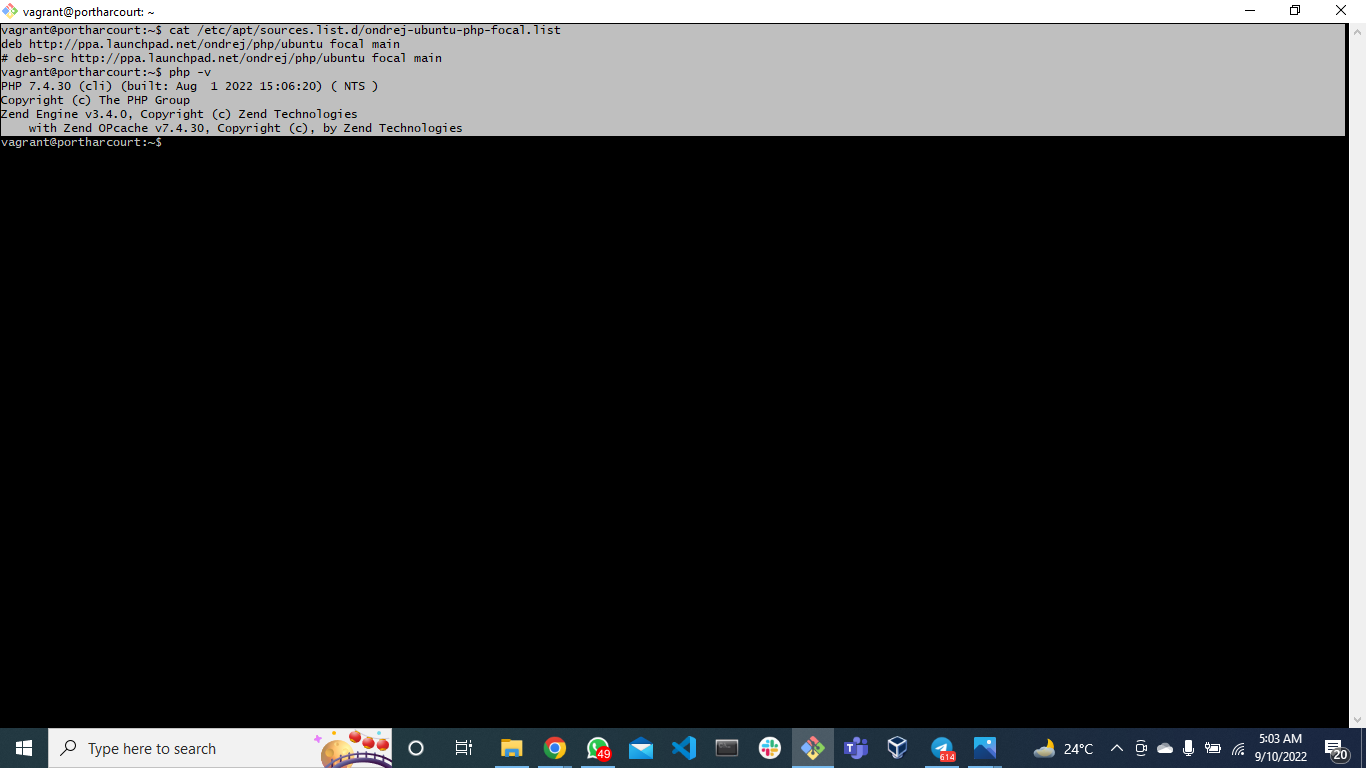 vagrant@portharcourt: ~
vagrant@portharcourt:~$ cat /etc/apt/sources.list.d/ondrej-ubuntu-php-focal.list
deb http://ppa.launchpad.net/ondrej/php/ubuntu focal main
# deb-src http://ppa.launchpad.net/ondrej/php/ubuntu focal main
vagrant@portharcourt:~$ php -v
PHP 7.4.30 (cli) (built: Aug  1 2022 15:06:20) ( NTS )
Copyright (c) The PHP Group
Zend Engine v3.4.0, Copyright (c) Zend Technologies
    with Zend OPcache v7.4.30, Copyright (c), by Zend Technologies
vagrant@portharcourt:~$
Type here to search
49
614
24°C
5:03 AM
9/10/2022
20